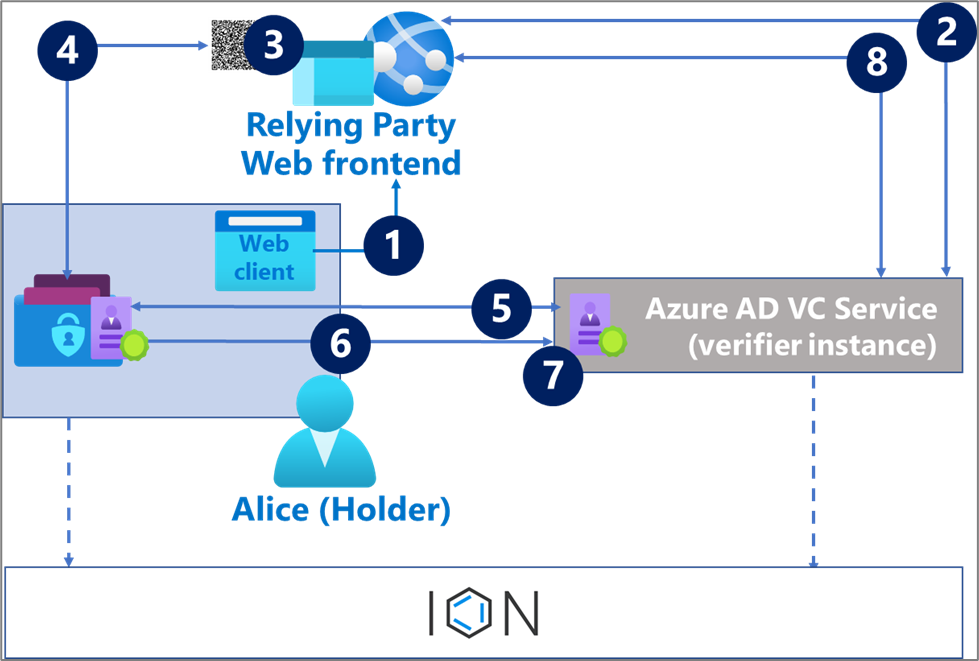 4
3
2
8
Relying Party
Web frontend
1
Web
client
5
Azure AD VC Service
(verifier instance)
6
7
Alice (Holder)
ION